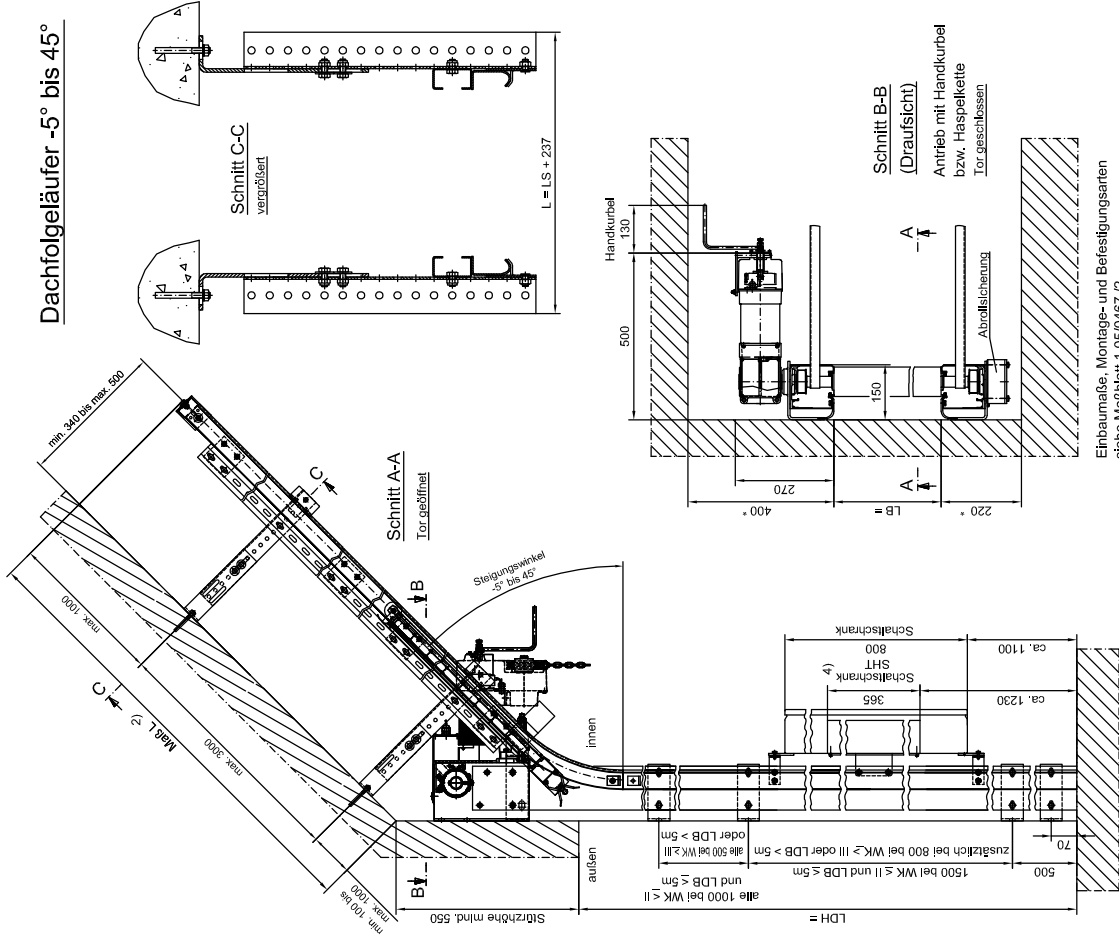 Dachfolgeläufer -5° bis 45°
Schnitt C-C
vergrößert
L = LS + 237
min. 340 bis max. 500
C
C
max. 1000
2)
Maß L
max. 3000
min. 100 bis
max. 1000
Schnitt A-A
Tor geöffnet
Steigungswinkel
-5° bis 45°
B
B
innen
außen
Sturzhöhe mind. 550
LDH =
alle 1000 bei WK ≤ II
und LDB ≤ 5m
alle 500 bei WK ≥ III
oder LDB > 5m
1500 bei WK ≤ II und LDB ≤ 5m
zusätzlich bei 800 bei WK ≥ III oder LDB > 5m
500
70
Schaltschrank
800
SHT
Schaltschrank
4)
365
ca. 1100
ca. 1230
Handkurbel
130
500
150
270
400 *
LB =
220 *
A
A
Abrollsicherung
Schnitt B-B
(Draufsicht)
Antrieb mit Handkurbel
bzw. Haspelkette
Tor geschlossen
Einbaumaße, Montage- und Befestigungsarten